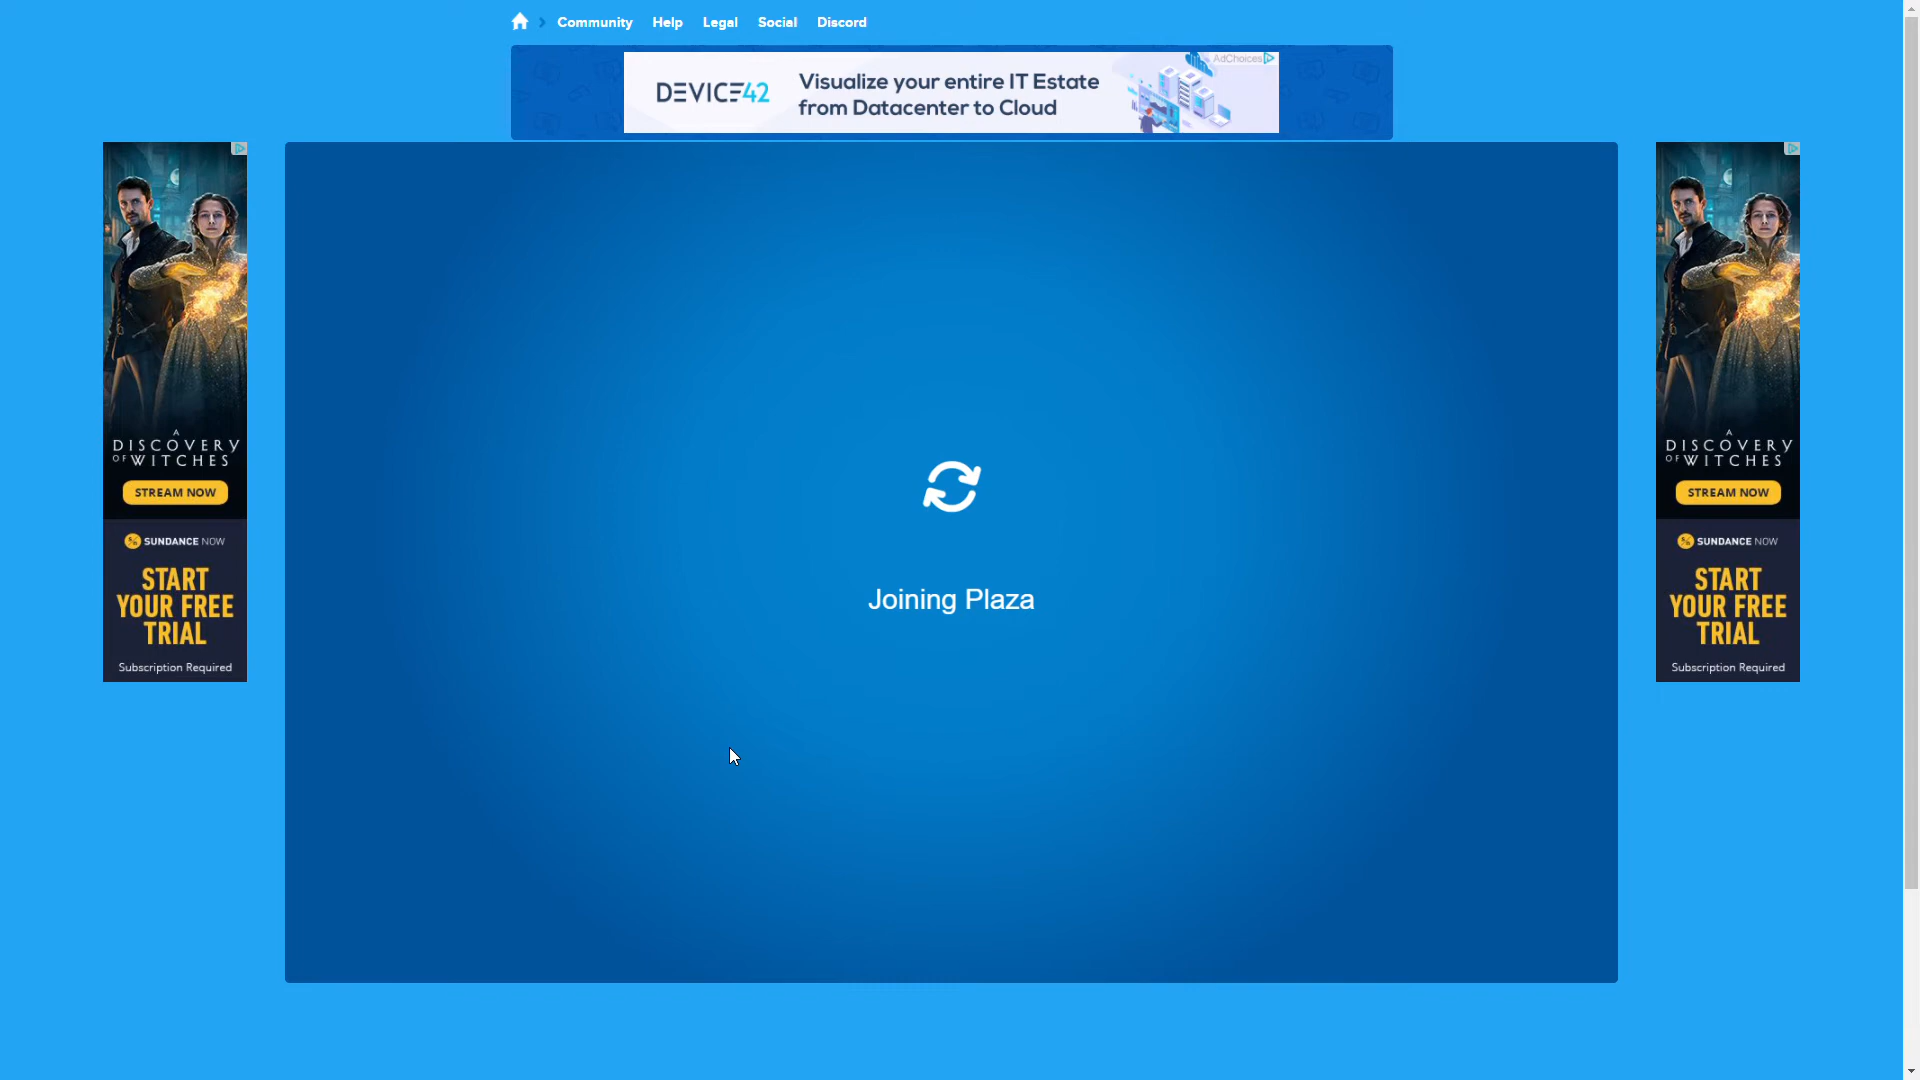 Community Help Legal Social Discord
DEVICE42
Visualize your entire IT Estate
from Datacenter to Cloud
AdChoices
A
DISCOVERY
OF WITCHES
STREAM NOW
SUNDANCE NOW
START
YOUR FREE
TRIAL
Subscription Required
Joining Plaza
A
DISCOVERY
OF WITCHES
STREAM NOW
SUNDANCE NOW
START
YOUR FREE
TRIAL
Subscription Required